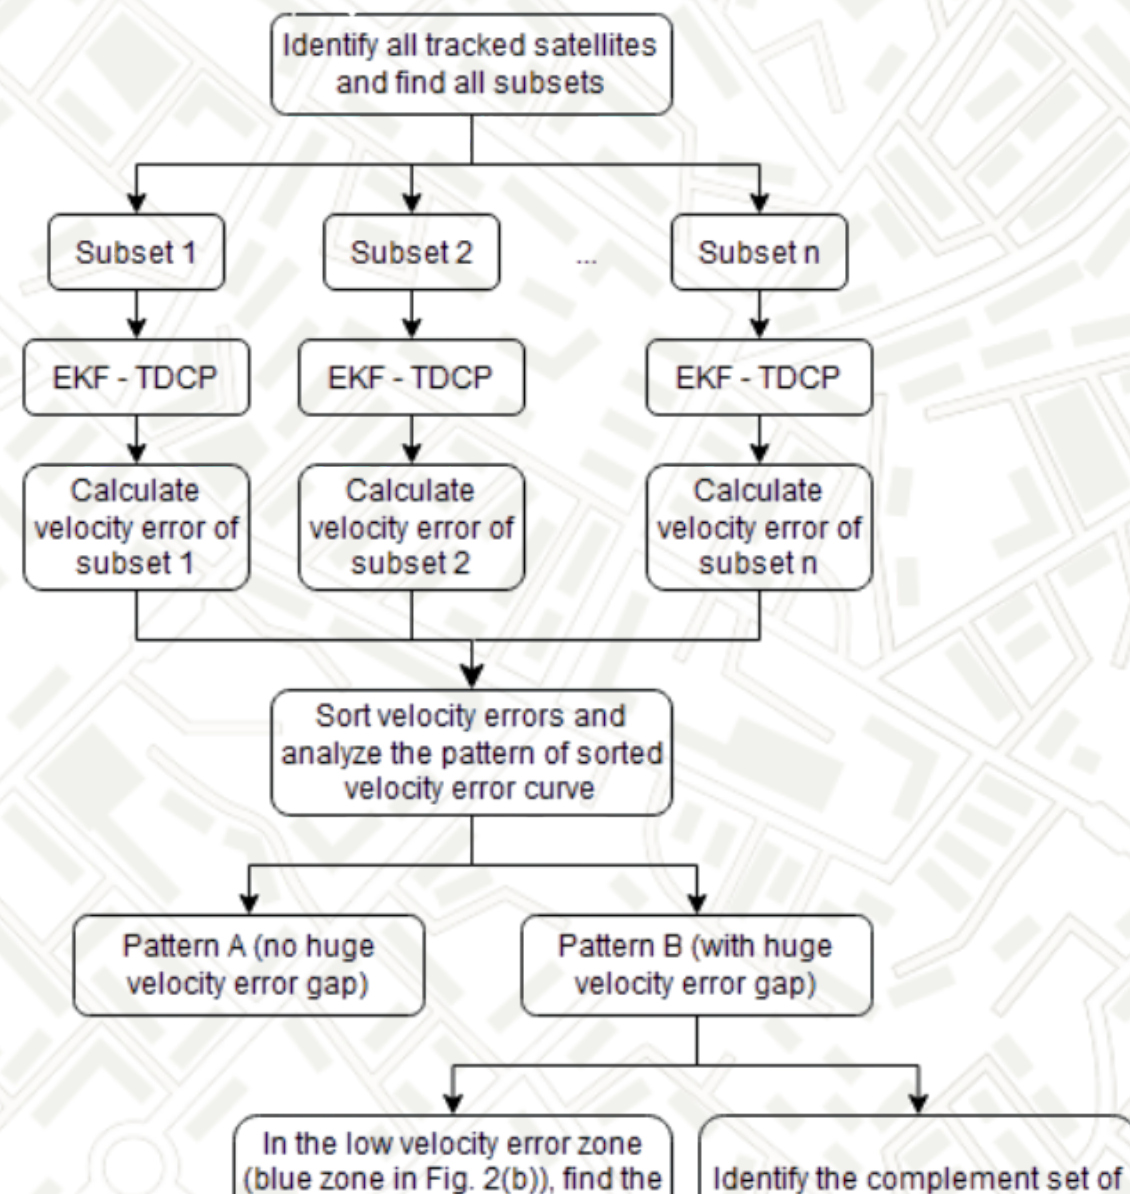 Identify all tracked satellites
and find all subsets
Subset 1
Subset 2
...
Subset n
EKF - TDCP
EKF - TDCP
EKF - TDCP
Calculate
velocity error of
subset 1
Calculate
velocity error of
subset 2
Calculate
velocity error of
subset n
Sort velocity errors and
analyze the pattern of sorted
velocity error curve
Pattern A (no huge
velocity error gap)
Pattern B (with huge
velocity error gap)
In the low velocity error zone
(blue zone in Fig. 2(b)), find the
Identify the complement set of